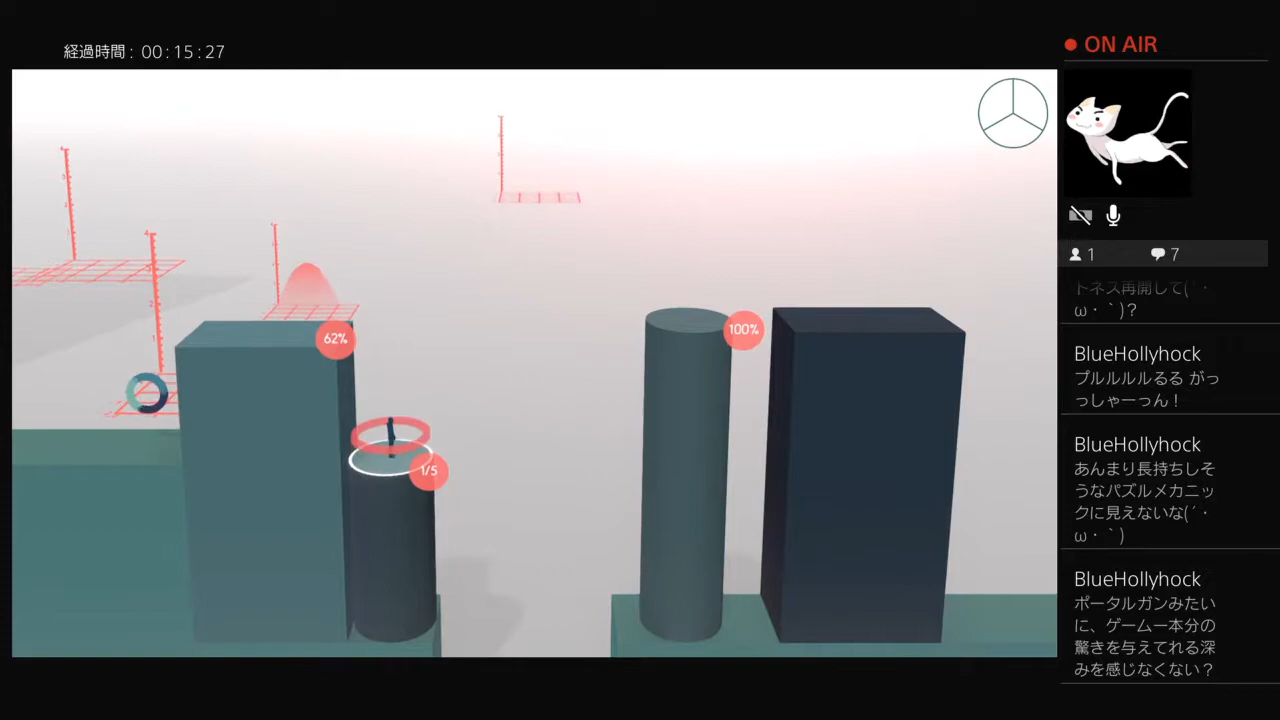 経過時間 : 00:15:27
ON AIR
1
7
トネス再開して(´・
ω・｀)?
BlueHollyhock
プルルルルるる がっ
っしゃーっん！
BlueHollyhock
あんまり長持ちしそ
うなパズルメカニッ
クに見えないな(´・
ω・｀)
BlueHollyhock
ポータルガンみたい
に、ゲーム一本分の
驚きを与えてれる深
みを感じなくない？
62%
100%
1/5
4
2
1